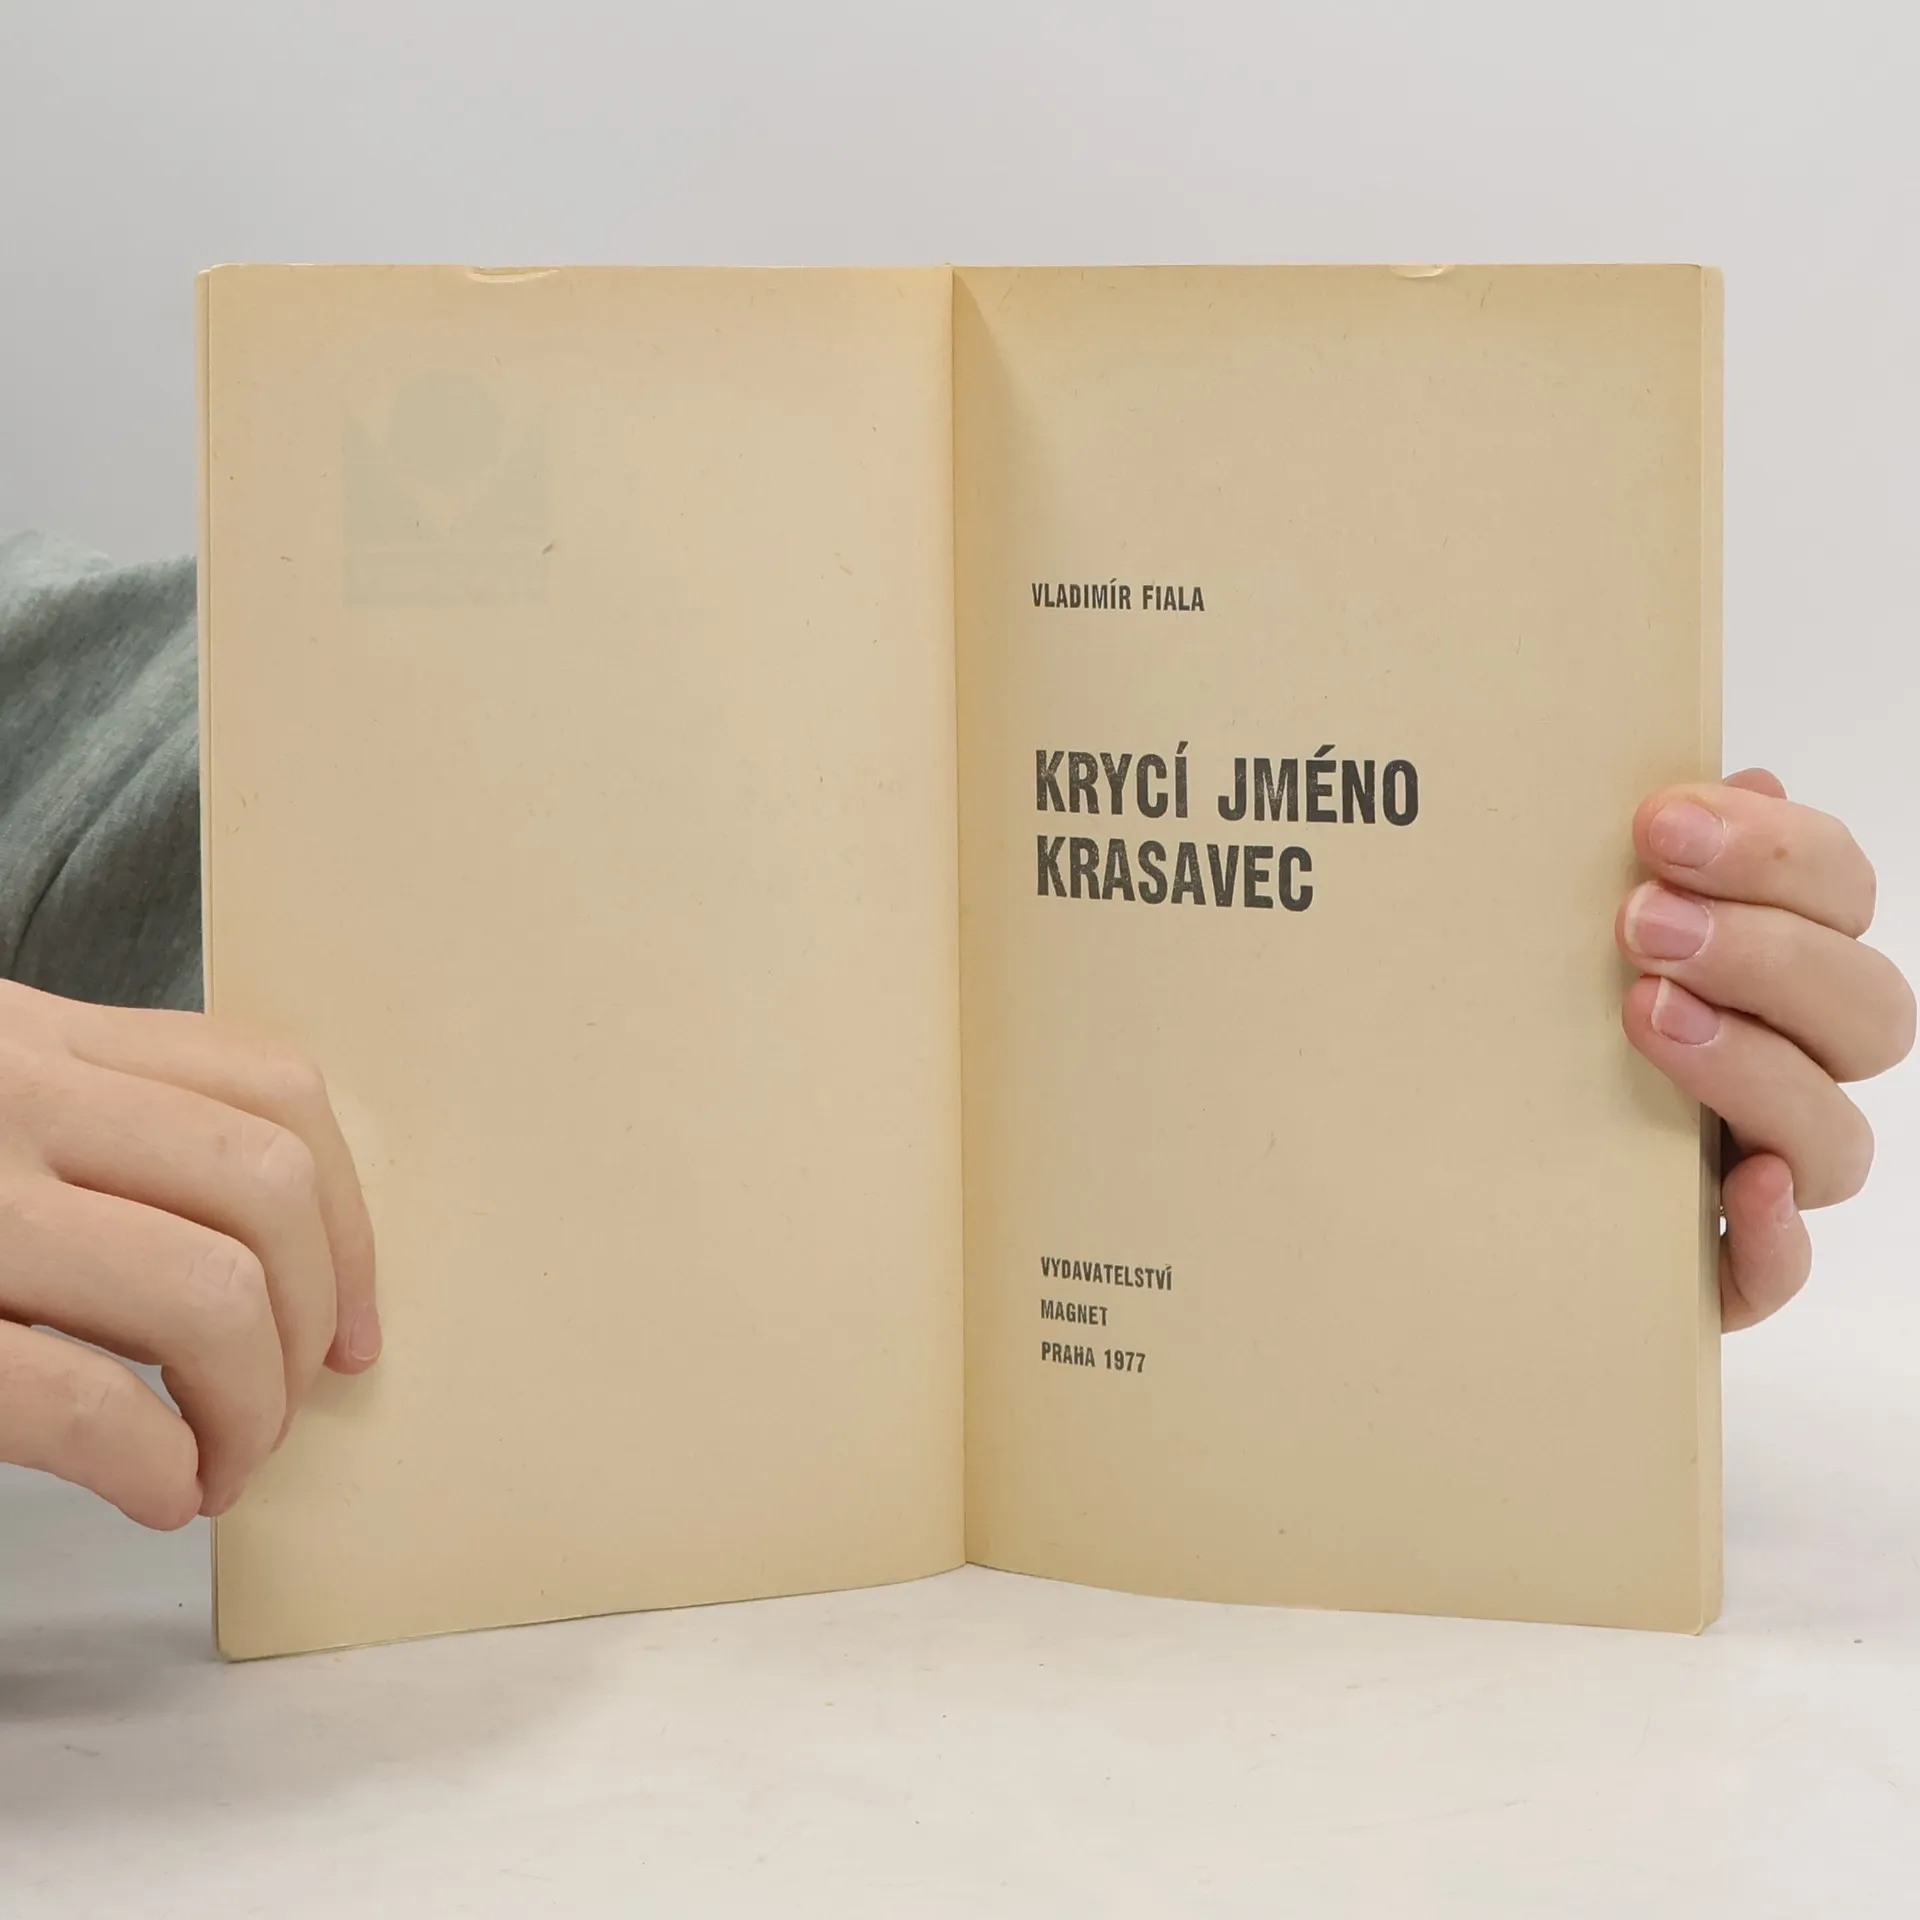 VLADIMÍR FIALA
KRYCÍ JMÉNO
KRASAVEC
VYDAVATELSTVÍ
MAGNET
PRAHA 1977